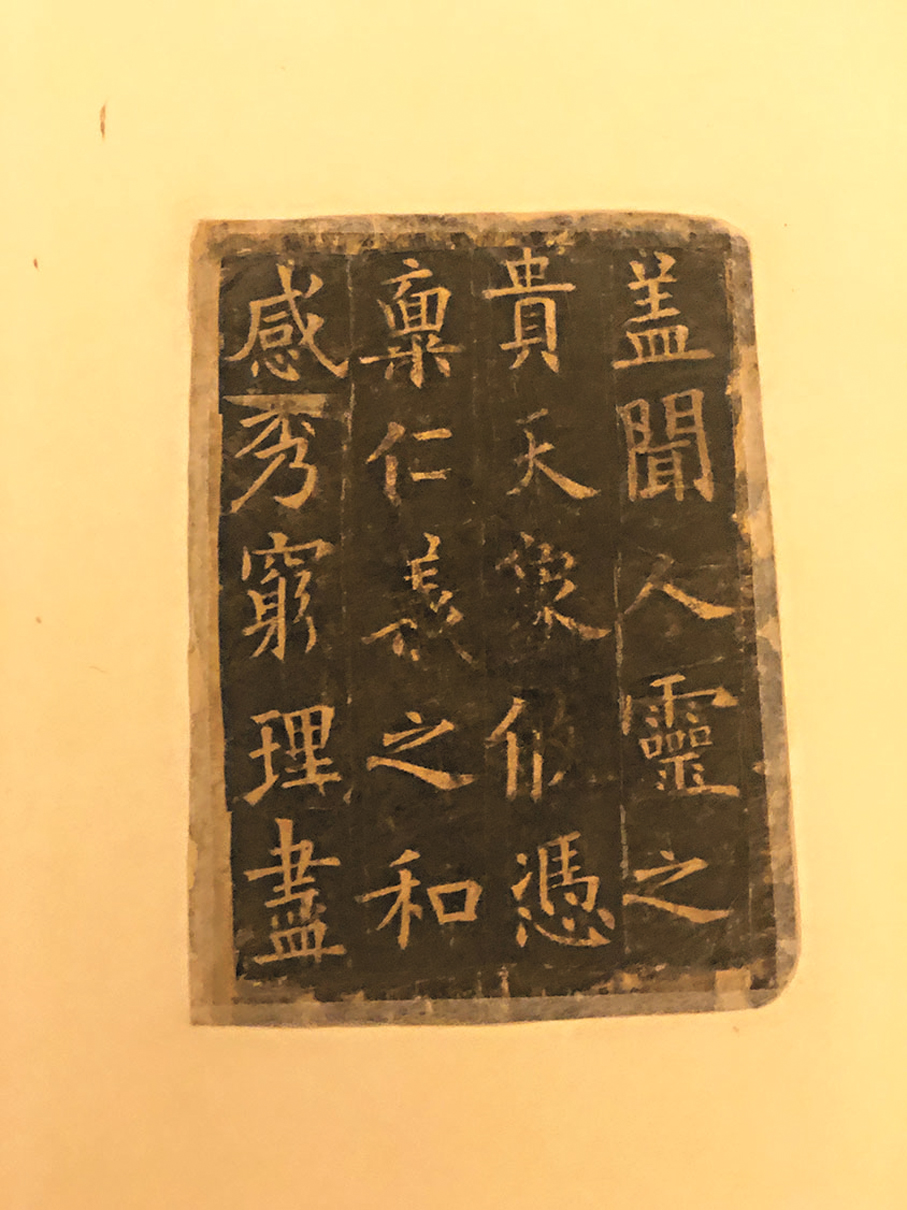 盖聞人靈之
貴天象攸憑
稟仁義之和
感秀窮理盡